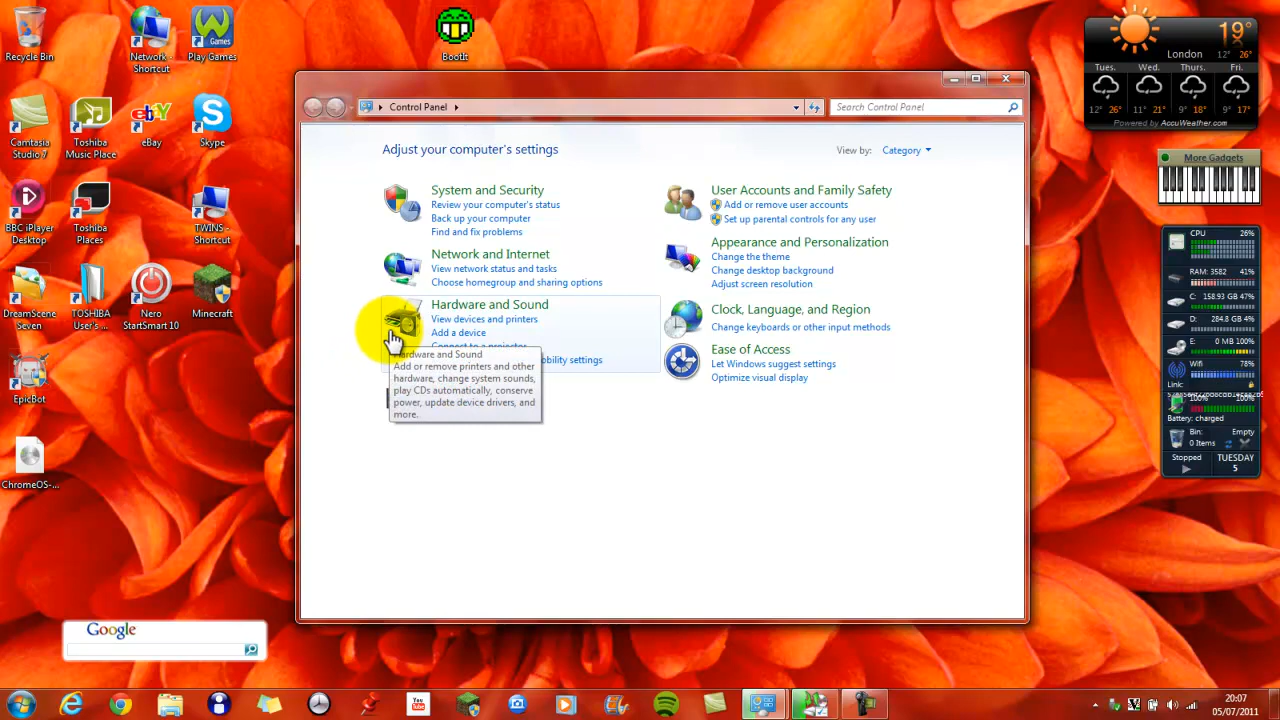 Recycle Bin
Network -
Shortcut
Play Games
BootIt
Camtasia
Studio 7
Toshiba
Music Place
eBay
Skype
BBC iPlayer
Desktop
Toshiba
Places
TWINS -
Shortcut
DreamScene
Seven
TOSHIBA
User's ...
Nero
StartSmart 10
Minecraft
EpicBot
ChromeOS-...
Google
Control Panel
Search Control Panel
Adjust your computer's settings
View by: Category
System and Security
Review your computer's status
Back up your computer
Find and fix problems
Network and Internet
View network status and tasks
Choose homegroup and sharing options
Hardware and Sound
View devices and printers
Add a device
Connect to a projector
obility settings
Hardware and Sound
Add or remove printers and other
hardware, change system sounds,
play CDs automatically, conserve
power, update device drivers, and
more.
User Accounts and Family Safety
Add or remove user accounts
Set up parental controls for any user
Appearance and Personalization
Change the theme
Change desktop background
Adjust screen resolution
Clock, Language, and Region
Change keyboards or other input methods
Ease of Access
Let Windows suggest settings
Optimize visual display
19°
London 12° 26°
Tues. Wed. Thurs. Fri.
12° 26° 11° 21° 9° 18° 9° 17°
Powered by AccuWeather.com
More Gadgets
CPU 26%
RAM: 3582 41%
C: 158.93 GB 47%
D: 284.8 GB 4%
E: 0 MB 100%
Wifi 78%
Link:
100% 100%
Battery: charged
Bin: Empty
0 Items
Stopped TUESDAY
5
You
Tube
20:07
05/07/2011